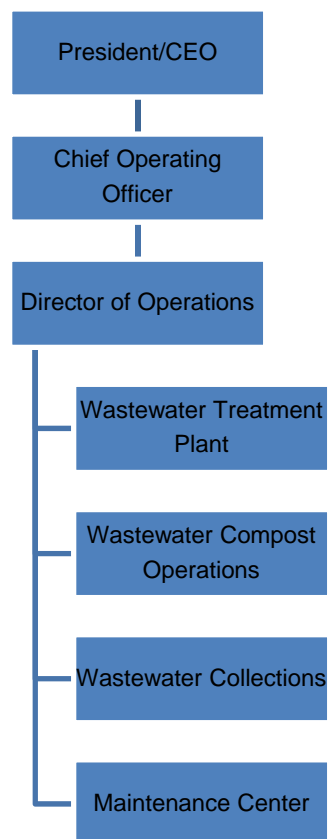 President/CEO
Chief Operating
Officer
Director of Operations
Wastewater Treatment
Plant
Wastewater Compost
Operations
Wastewater Collections
Maintenance Center